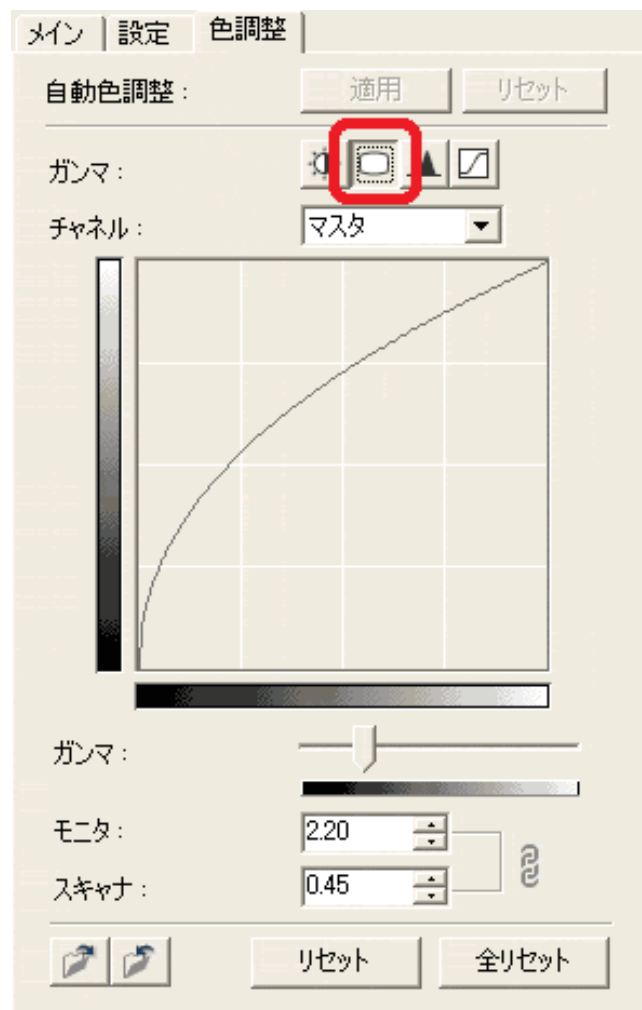 メイン 設定 色調整
自動色調整： 適用 リセット
ガンマ：
チャネル： マスタ
ガンマ：
モニタ： 2.20
スキャナ： 0.45
リセット 全リセット